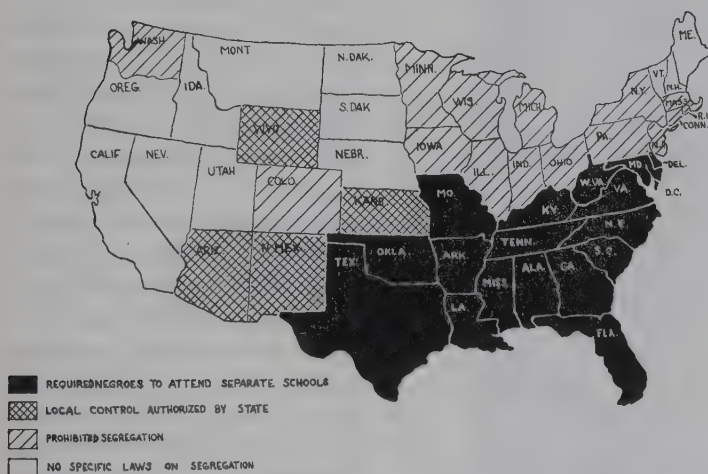 WASH
MONT
N.DAK.
MINN.
ME.
OREG.
IDA.
S.DAK
WIS.
MICH.
N.Y.
VT.
N.H.
MASS.
R.I.
CONN.
WYO
IOWA
PA.
N.J.
CALIF
NEV.
UTAH
NEBR.
ILL.
IND.
OHIO
MD.
DEL.
D.C.
COLO.
KANS
MO.
KY.
W.VA.
VA.
ARIZ.
N.MEX.
TEX.
OKLA.
ARK.
TENN.
N.C.
S.C.
MISS.
ALA.
GA.
LA.
FLA.
REQUIREDNEGROES TO ATTEND SEPARATE SCHOOLS
LOCAL CONTROL AUTHORIZED BY STATE
PROHIBITED SEGREGATION
NO SPECIFIC LAWS ON SEGREGATION